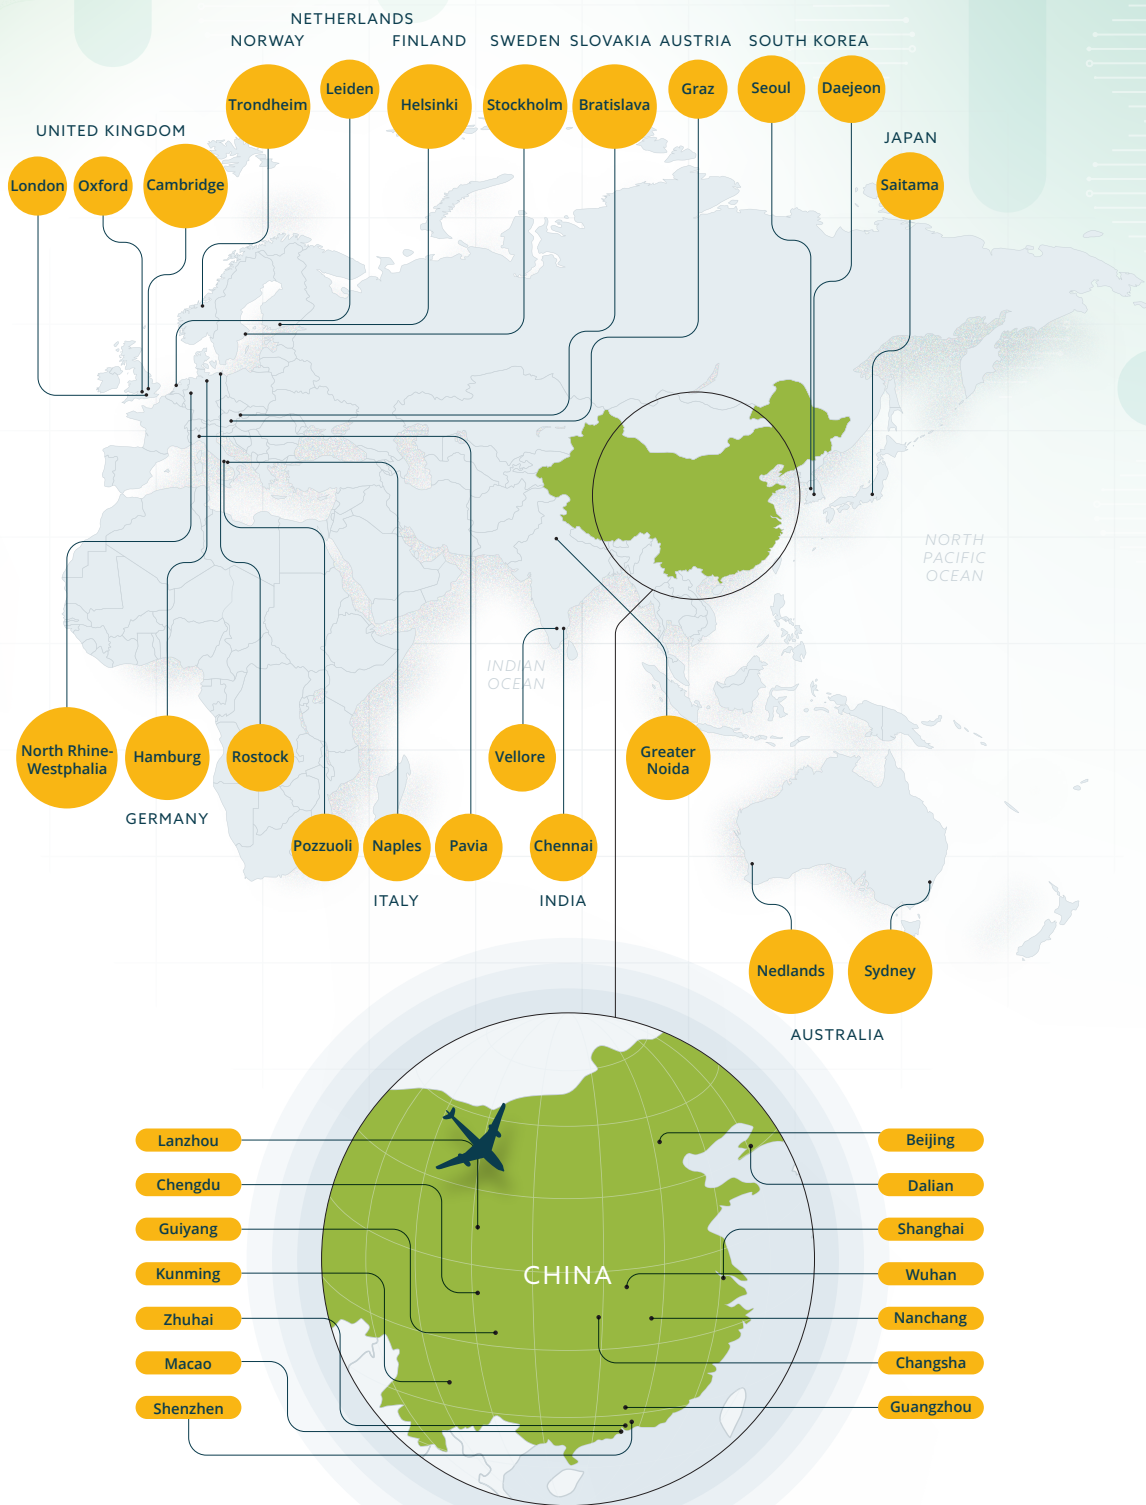 NETHERLANDS
NORWAY
FINLAND
SWEDEN
SLOVAKIA
AUSTRIA
SOUTH KOREA
Trondheim
Leiden
Helsinki
Stockholm
Bratislava
Graz
Seoul
Daejeon
UNITED KINGDOM
JAPAN
London
Oxford
Cambridge
Saitama
NORTH
PACIFIC
OCEAN
INDIAN
OCEAN
North Rhine-
Westphalia
Hamburg
Rostock
Vellore
Greater
Noida
GERMANY
Pozzuoli
Naples
Pavia
Chennai
ITALY
INDIA
Nedlands
Sydney
AUSTRALIA
Lanzhou
Chengdu
Guiyang
Kunming
Zhuhai
Macao
Shenzhen
CHINA
Beijing
Dalian
Shanghai
Wuhan
Nanchang
Changsha
Guangzhou